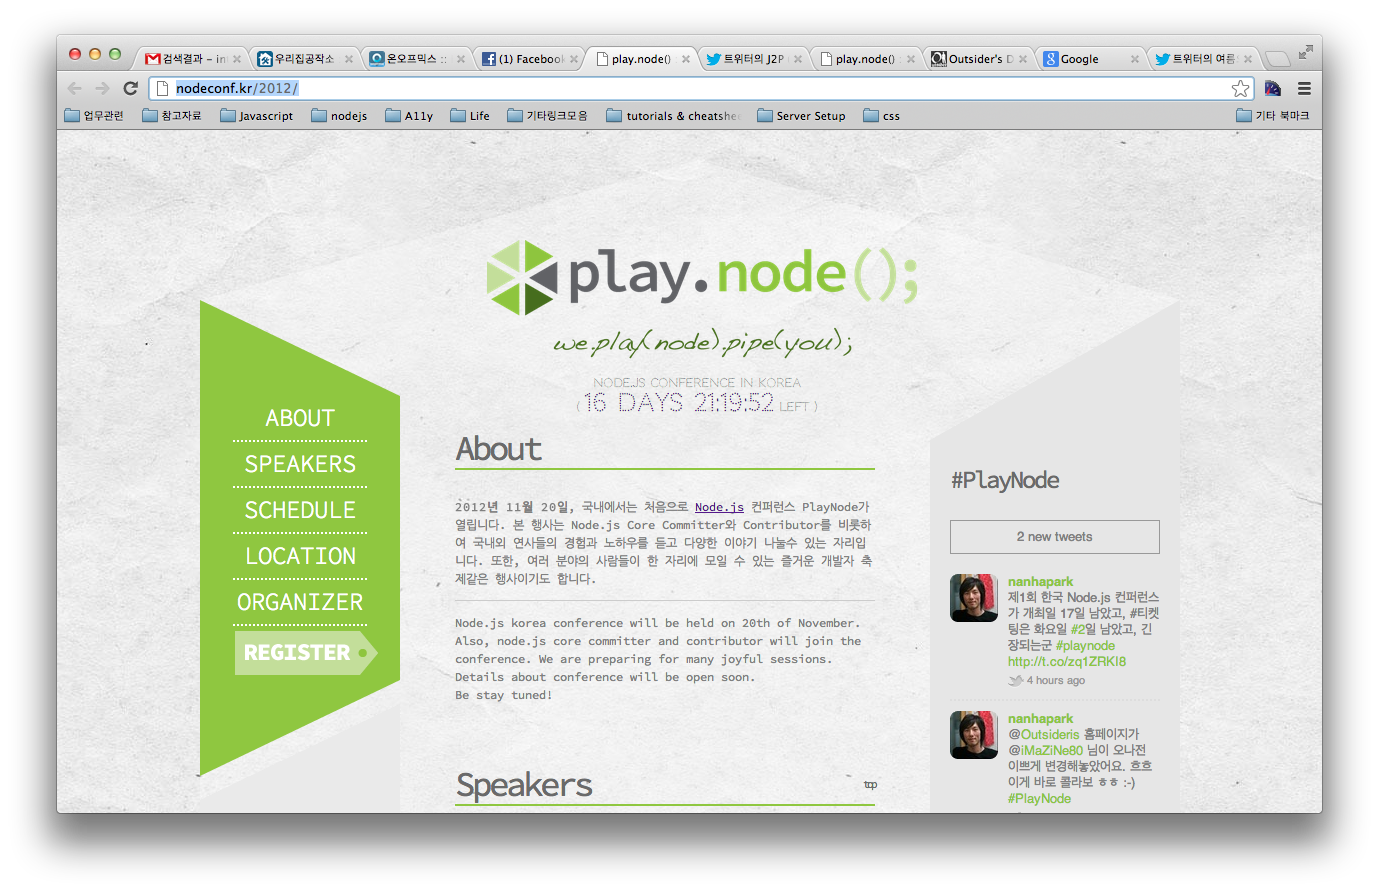 검색결과 – in
우리집공작소
온오프믹스 ::
(1) Facebook
play.node()
트위터의 J2P
play.node()
Outsider's D
Google
트위터의 여름
nodeconf.kr/2012/
업무관련
참고자료
Javascript
nodejs
A11y
Life
기타링크모음
tutorials & cheatshe
Server Setup
css
기타 북마크
play.node();
we.play(node).pipe(you);
NODE.JS CONFERENCE IN KOREA
( 16 DAYS 21:19:52 LEFT )
ABOUT
SPEAKERS
SCHEDULE
LOCATION
ORGANIZER
REGISTER
About
2012년 11월 20일, 국내에서는 처음으로 Node.js 컨퍼런스 PlayNode가
열립니다. 본 행사는 Node.js Core Committer와 Contributor를 비롯하
여 국내외 연사들의 경험과 노하우를 듣고 다양한 이야기 나눌수 있는 자리입
니다. 또한, 여러 분야의 사람들이 한 자리에 모일 수 있는 즐거운 개발자 축
제같은 행사이기도 합니다.
Node.js korea conference will be held on 20th of November.
Also, node.js core committer and contributor will join the
conference. We are preparing for many joyful sessions.
Details about conference will be open soon.
Be stay tuned!
Speakers
top
#PlayNode
2 new tweets
nanhapark
제1회 한국 Node.js 컨퍼런스
가 개최일 17일 남았고, #티켓
팅은 화요일 #2일 남았고, 긴
장되는군 #playnode
http://t.co/zq1ZRKI8
4 hours ago
nanhapark
@Outsideris 홈페이지가
@iMaZiNe80 님이 오나전
이쁘게 변경해놓았어요. 흐흐
이게 바로 콜라보 ㅎㅎ :-)
#PlayNode